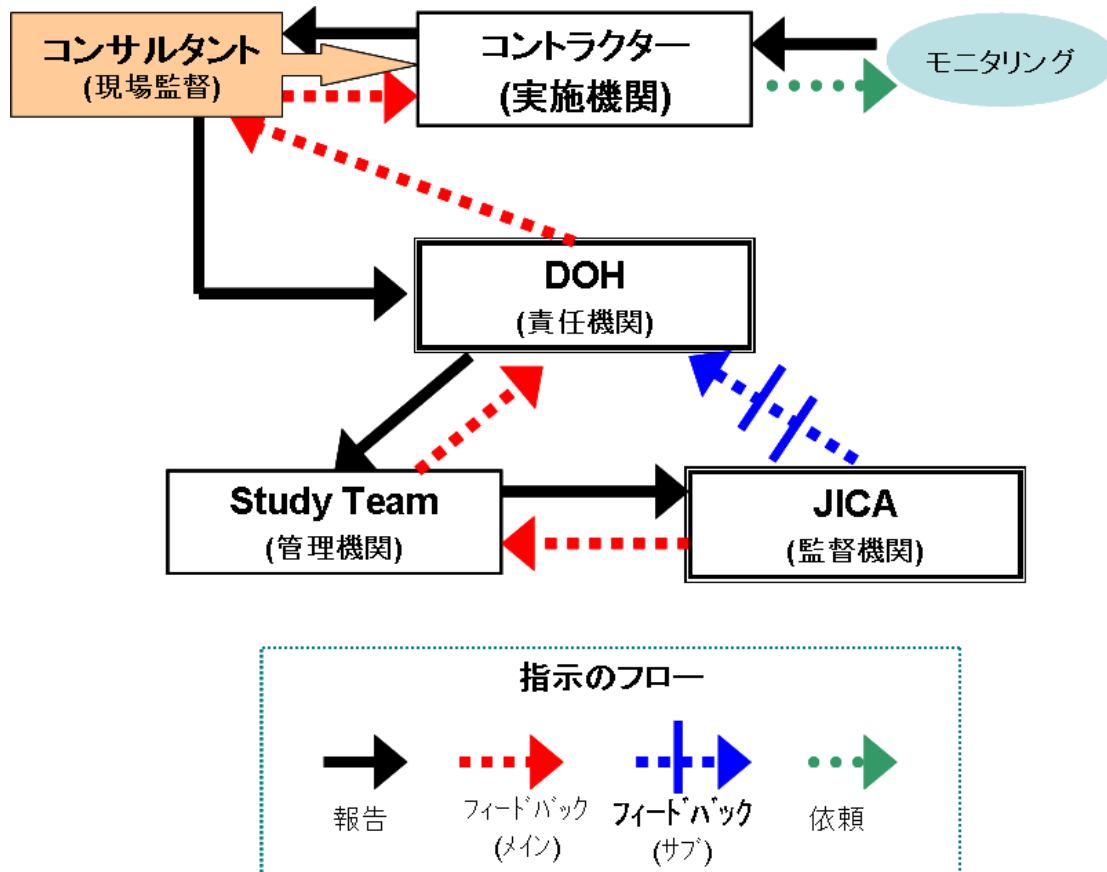 コンサルタント
(現場監督)
コントラクター
(実施機関)
モニタリング
DOH
(責任機関)
Study Team
(管理機関)
JICA
(監督機関)
指示のフロー
報告
フィードバック
(メイン)
フィードバック
(サブ)
依頼